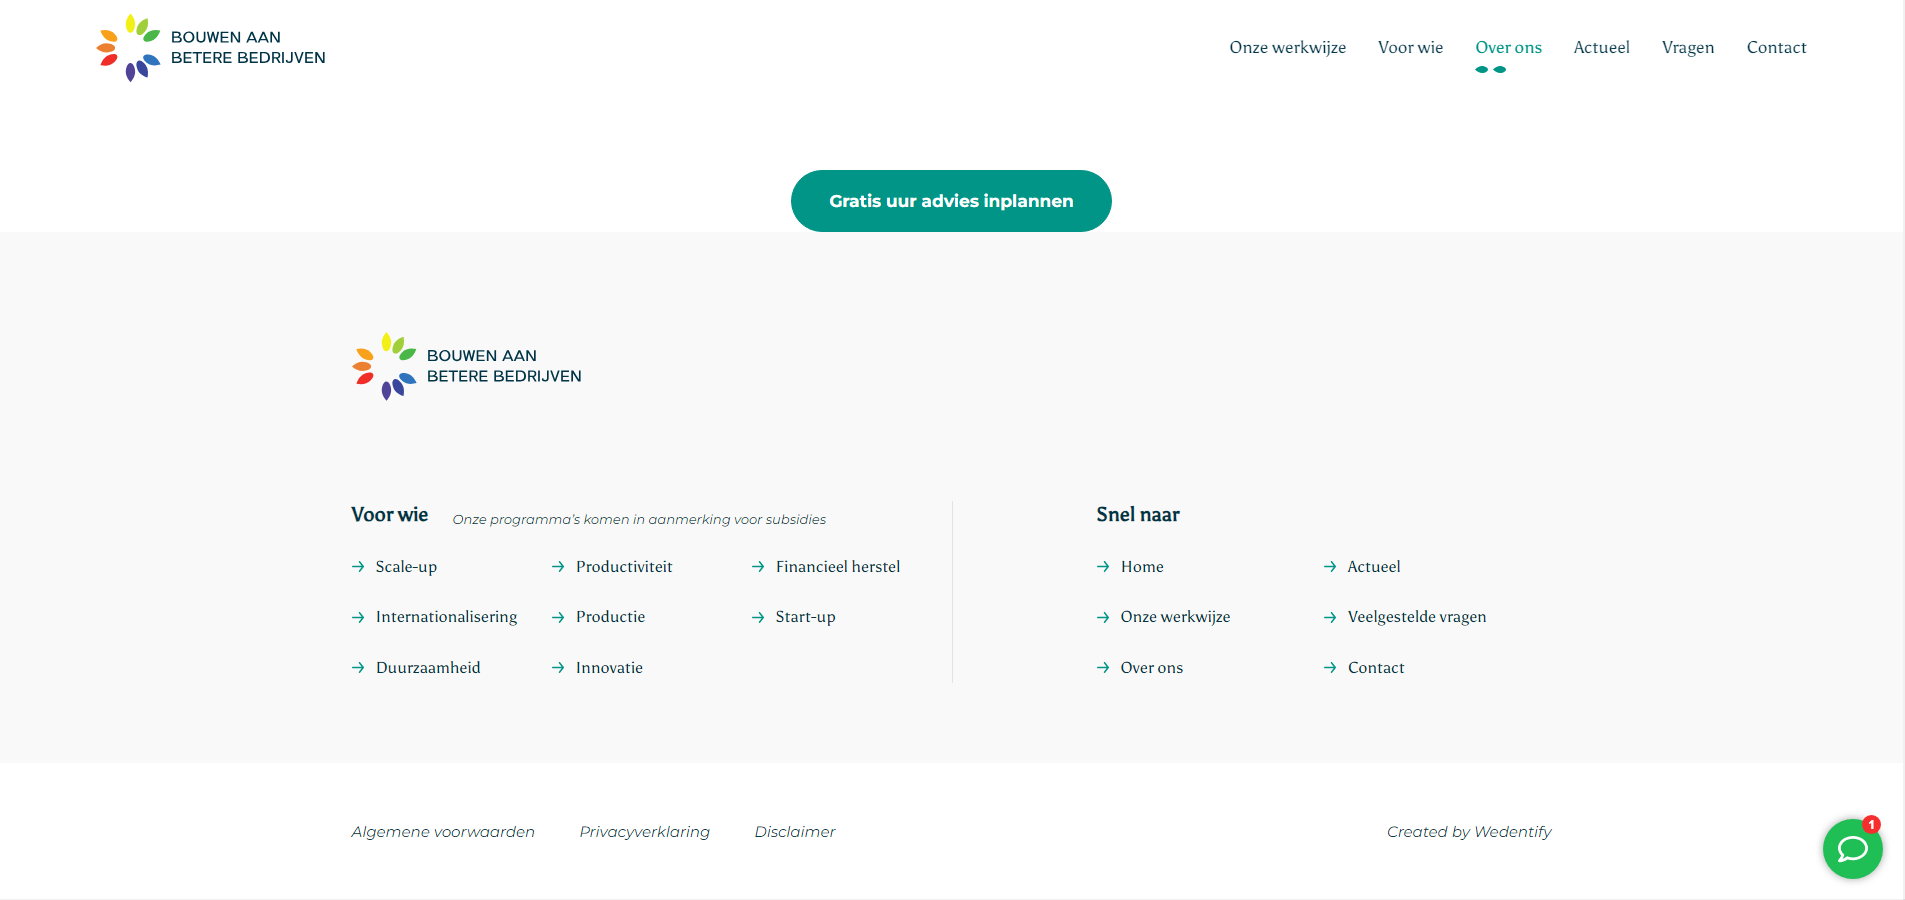 BOUWEN AAN
BETERE BEDRIJVEN
Onze werkwijze Voor wie Over ons Actueel Vragen Contact
Gratis uur advies inplannen
BOUWEN AAN
BETERE BEDRIJVEN
Voor wie Onze programma's komen in aanmerking voor subsidies
Scale-up Productiviteit Financieel herstel
Internationalisering Productie Start-up
Duurzaamheid Innovatie
Snel naar
Home Actueel
Onze werkwijze Veelgestelde vragen
Over ons Contact
Algemene voorwaarden Privacyverklaring Disclaimer Created by Wedentify
1